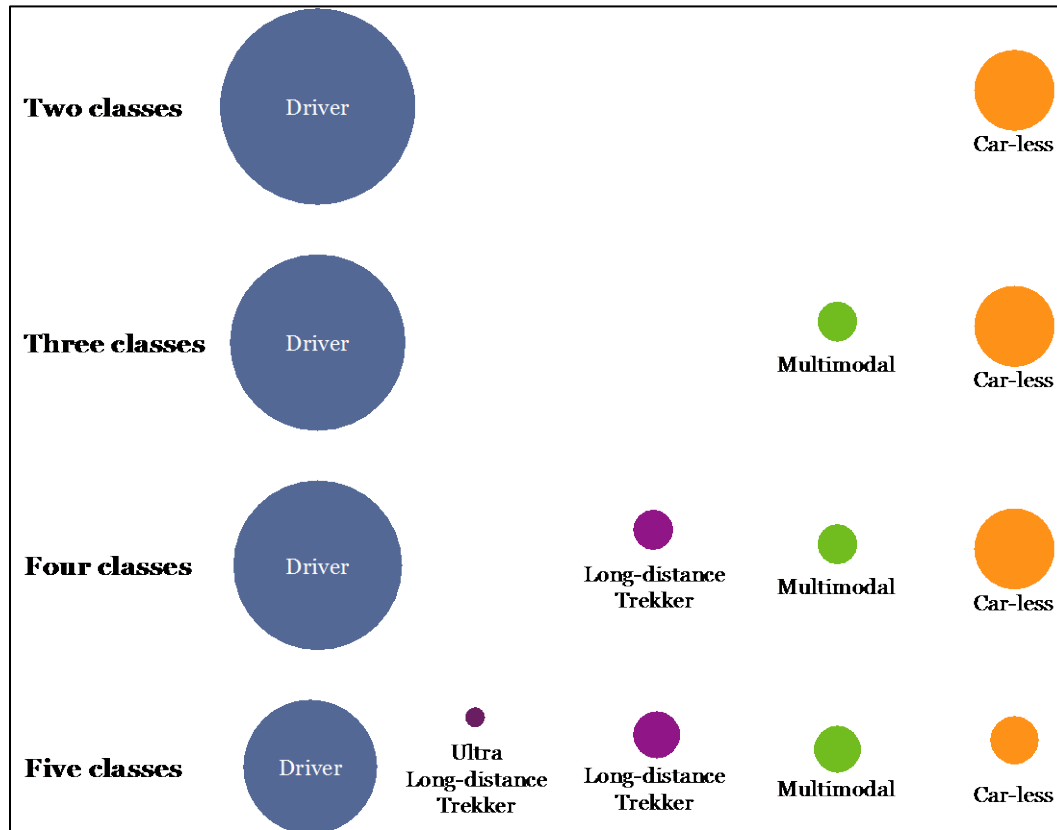 Two classes
Driver
Car-less
Three classes
Driver
Multimodal
Car-less
Four classes
Driver
Long-distance
Trekker
Multimodal
Car-less
Five classes
Driver
Ultra
Long-distance
Trekker
Long-distance
Trekker
Multimodal
Car-less